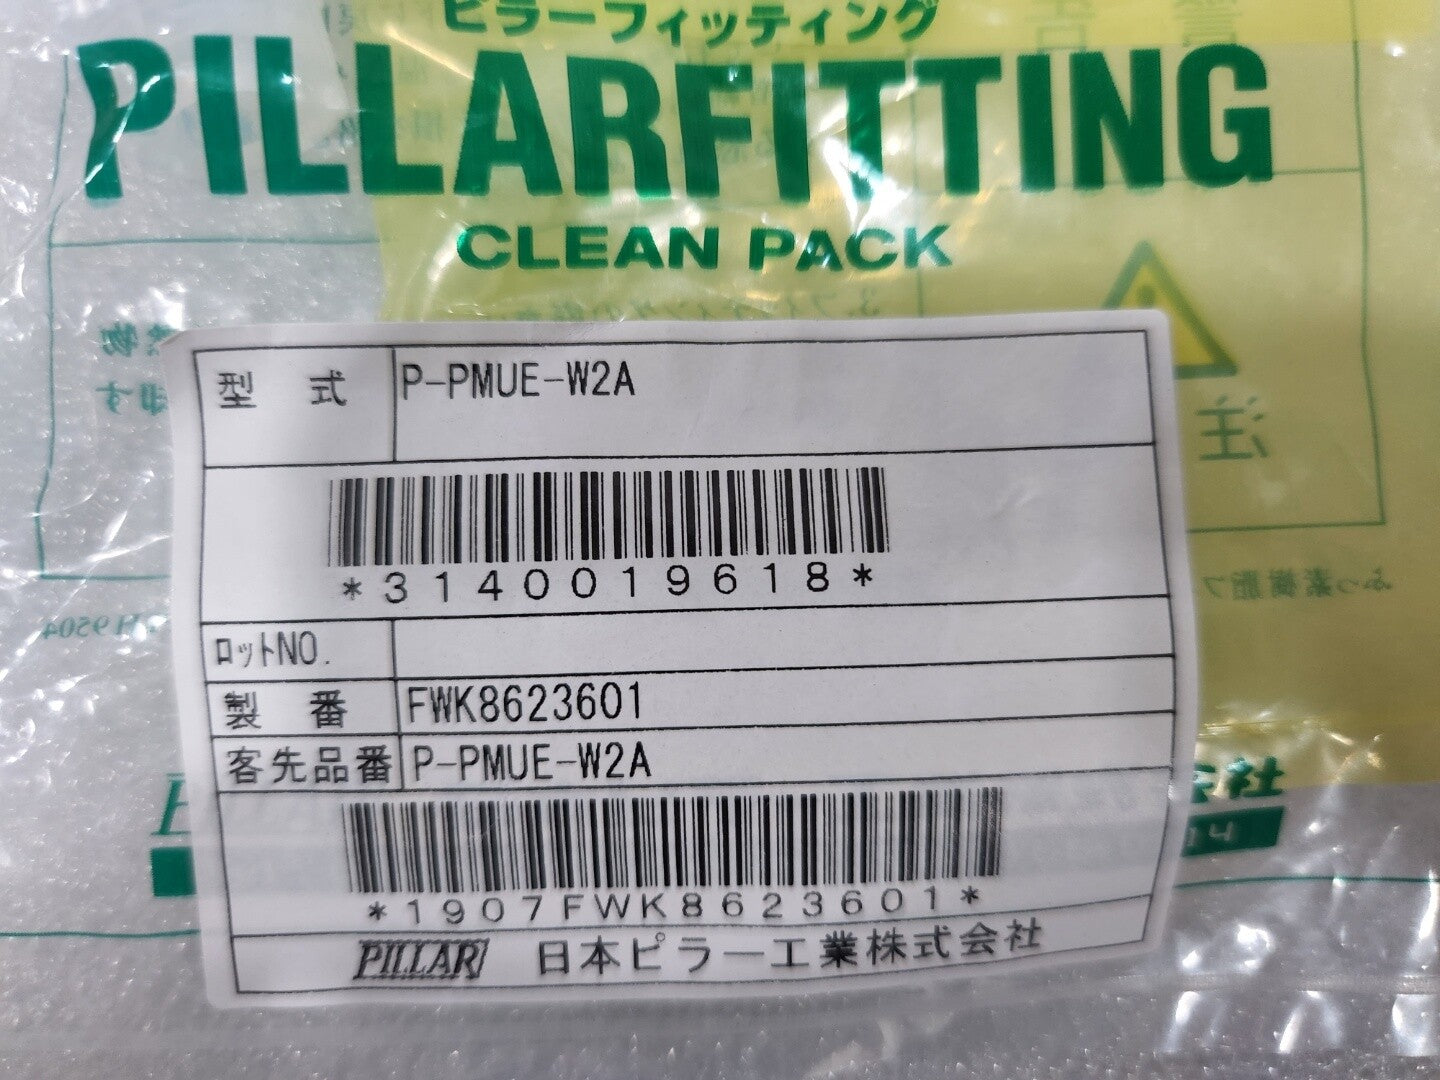 ピラーフィッティング
PILLARFITTING
CLEAN PACK
注
型 式 P-PMUE-W2A
*3140019618*
ロットNO.
製 番 FWK8623601
客先品番 P-PMUE-W2A
*1907FWK8623601*
PILLAR 日本ピラー工業株式会社